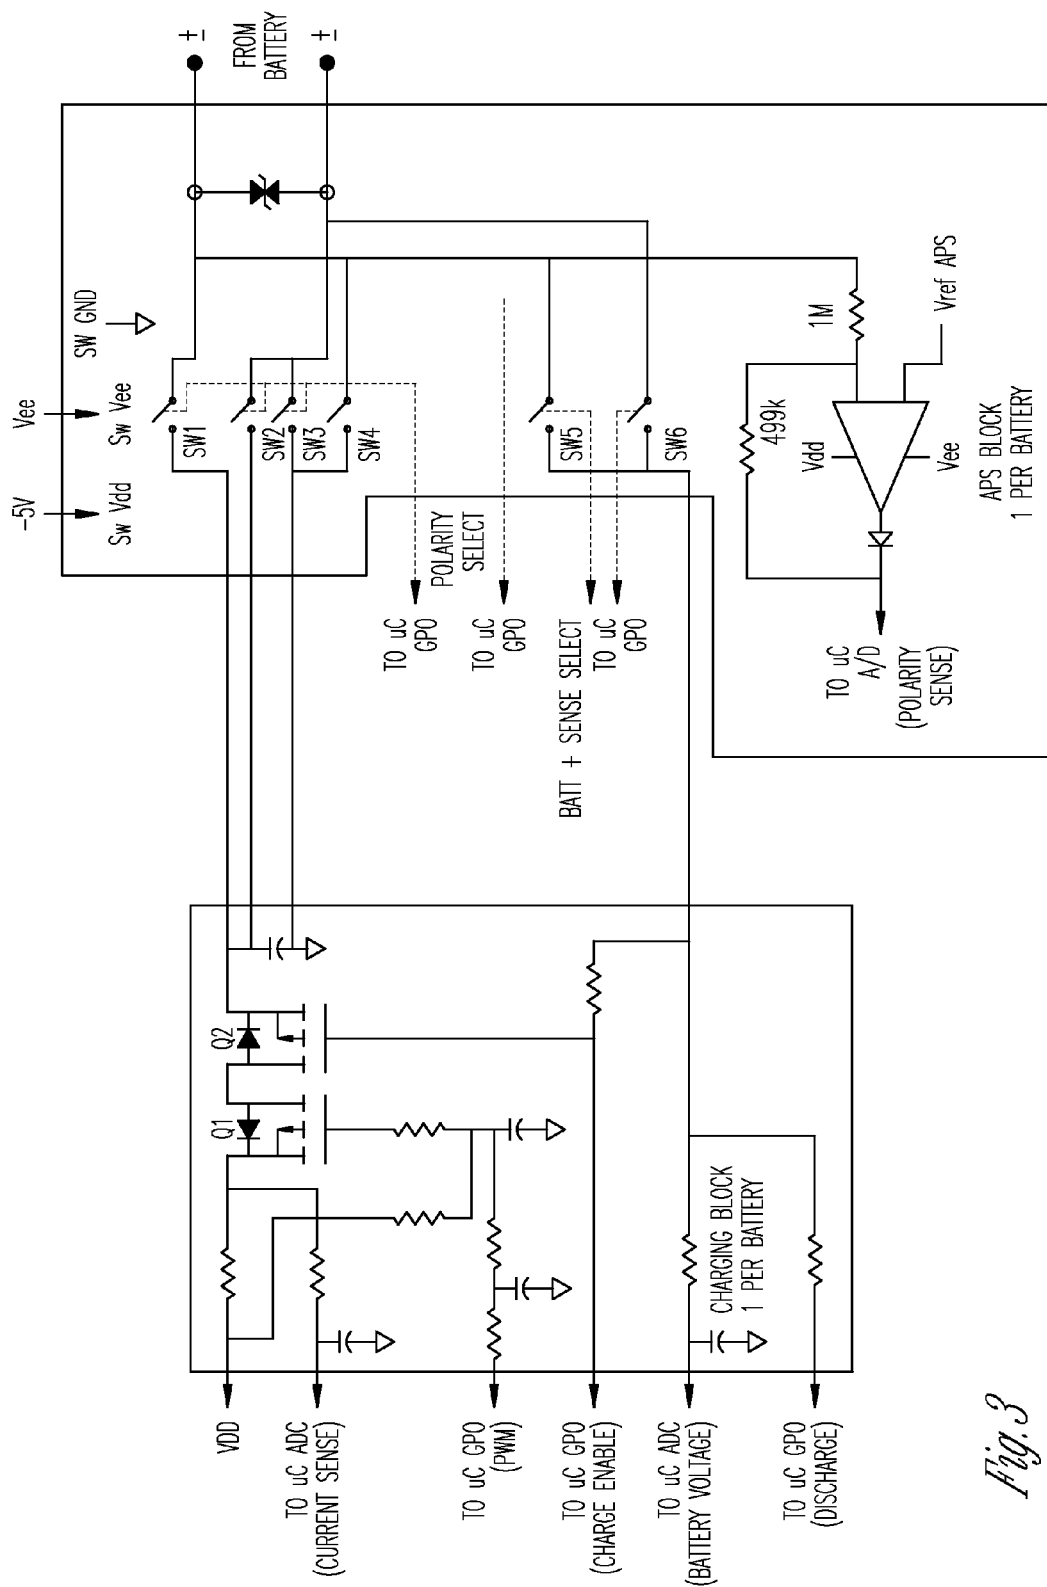 VDD
TO uC ADC
(CURRENT SENSE)
TO uC GPO
(PWM)
TO uC GPO
(CHARGE ENABLE)
TO uC ADC
(BATTERY VOLTAGE)
TO uC GPO
(DISCHARGE)
Q1
Q2
CHARGING BLOCK
1 PER BATTERY
-5V
Vee
Sw Vdd
Sw Vee
SW GND
SW1
SW2
SW3
SW4
SW5
SW6
TO uC
GPO
POLARITY
SELECT
TO uC
GPO
BATT + SENSE SELECT
TO uC
GPO
±
FROM
BATTERY
±
TO uC
A/D
(POLARITY
SENSE)
499k
1M
Vdd
Vee
Vref APS
APS BLOCK
1 PER BATTERY
Fig. 3